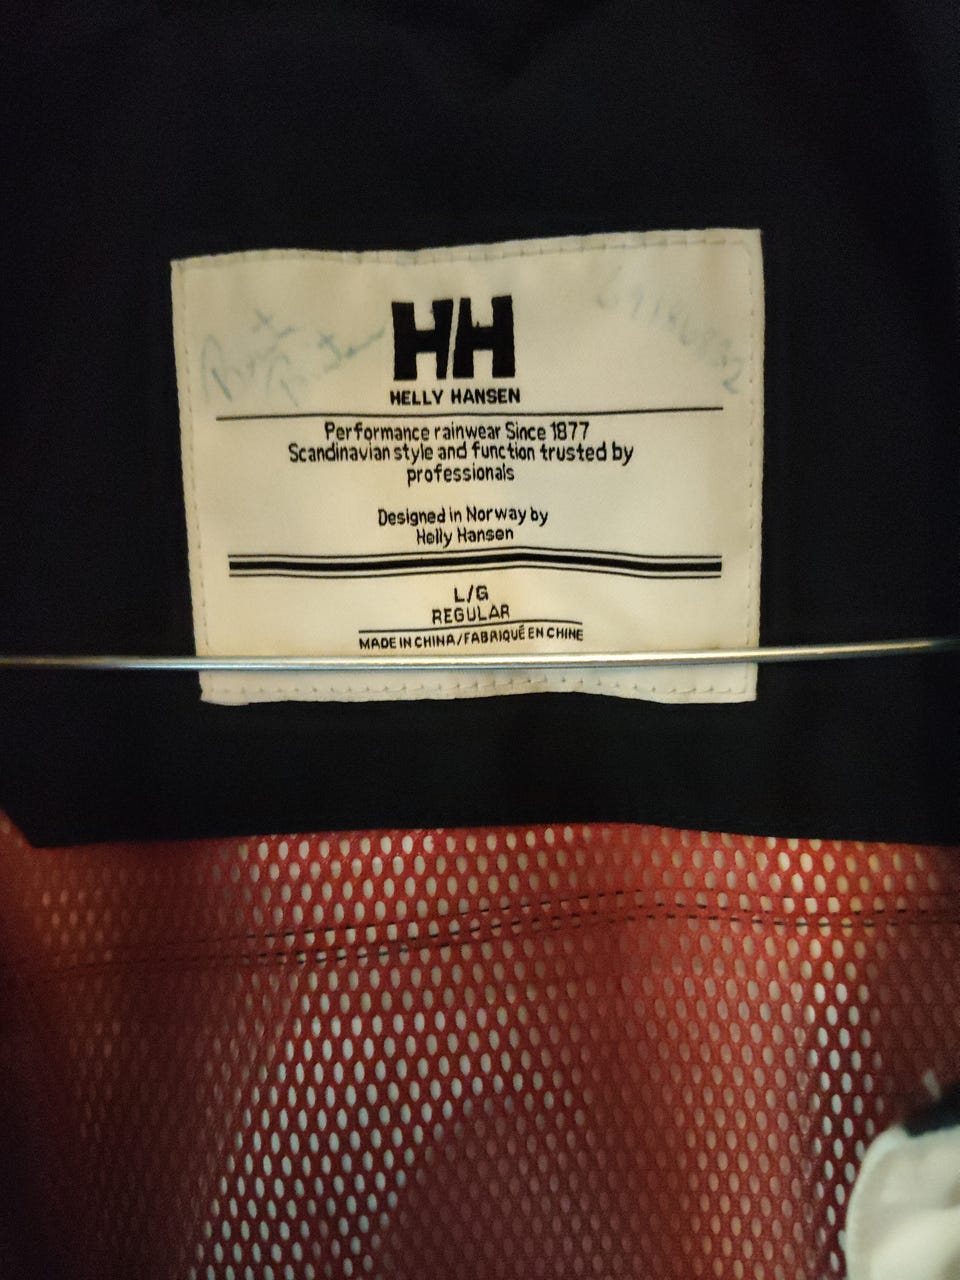 HH
HELLY HANSEN
Performance rainwear Since 1877
Scandinavian style and function trusted by
professionals
Designed in Norway by
Helly Hansen
L/G
REGULAR
MADE IN CHINA/FABRIQUÉ EN CHINE